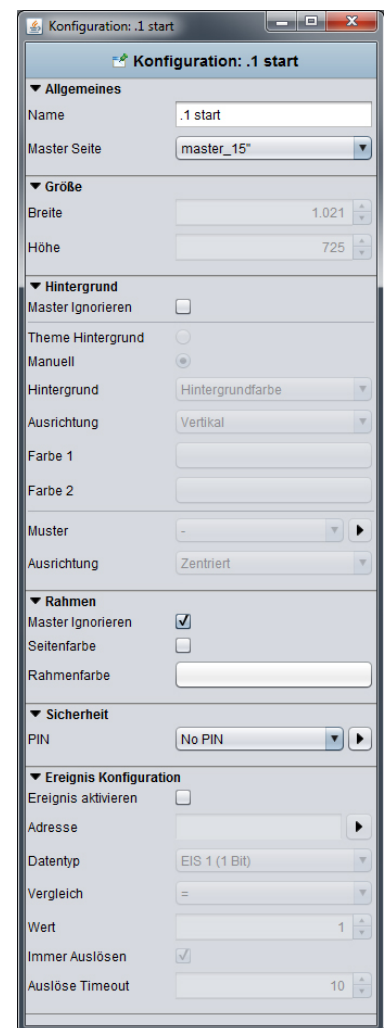 Konfiguration: .1 start
Konfiguration: .1 start
Allgemeines
Name .1 start
Master Seite master_15"
Größe
Breite 1.021
Höhe 725
Hintergrund
Master Ignorieren
Theme Hintergrund
Manuell
Hintergrund Hintergrundfarbe
Ausrichtung Vertikal
Farbe 1
Farbe 2
Muster -
Ausrichtung Zentriert
Rahmen
Master Ignorieren
Seitenfarbe
Rahmenfarbe
Sicherheit
PIN No PIN
Ereignis Konfiguration
Ereignis aktivieren
Adresse
Datentyp EIS 1 (1 Bit)
Vergleich =
Wert 1
Immer Auslösen
Auslöse Timeout 10